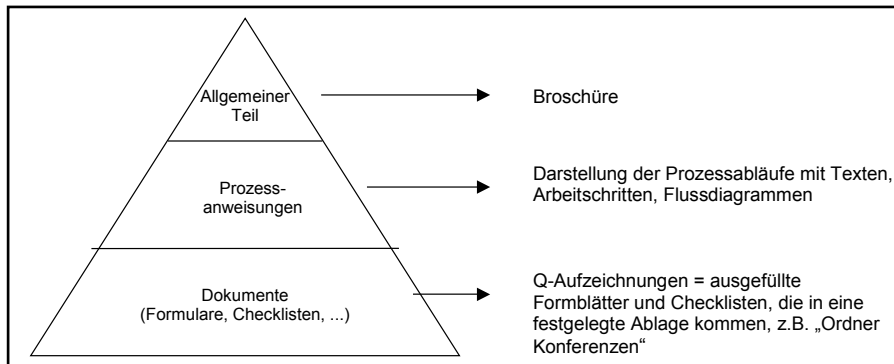 Allgemeiner
Teil
Broschüre
Prozess-
anweisungen
Darstellung der Prozessabläufe mit Texten,
Arbeitschritten, Flussdiagrammen
Dokumente
(Formulare, Checklisten, ...)
Q-Aufzeichnungen = ausgefüllte
Formblätter und Checklisten, die in eine
festgelegte Ablage kommen, z.B. „Ordner
Konferenzen“